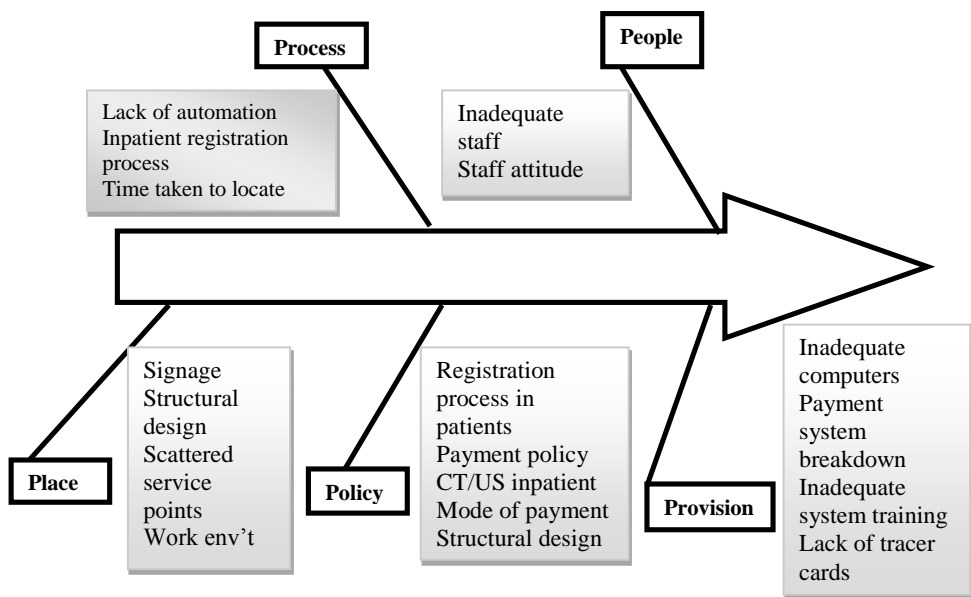 Process
People
Lack of automation
Inpatient registration
process
Time taken to locate
Inadequate
staff
Staff attitude
Place
Signage
Structural
design
Scattered
service
points
Work env’t
Policy
Registration
process in
patients
Payment policy
CT/US inpatient
Mode of payment
Structural design
Provision
Inadequate
computers
Payment
system
breakdown
Inadequate
system training
Lack of tracer
cards